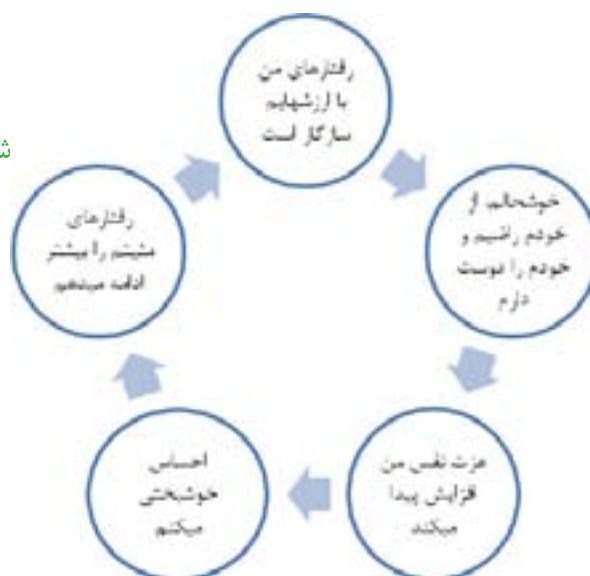 رفتارهای من
با ارزشهایم
سازگار است
خوشحالم، از
خودم راضیم و
خودم را دوست
دارم
عزت نفس من
افزایش پیدا
میکند
احساس
خوشبختی
میکنم
رفتارهای
مثبتم را بیشتر
ادامه میدهم